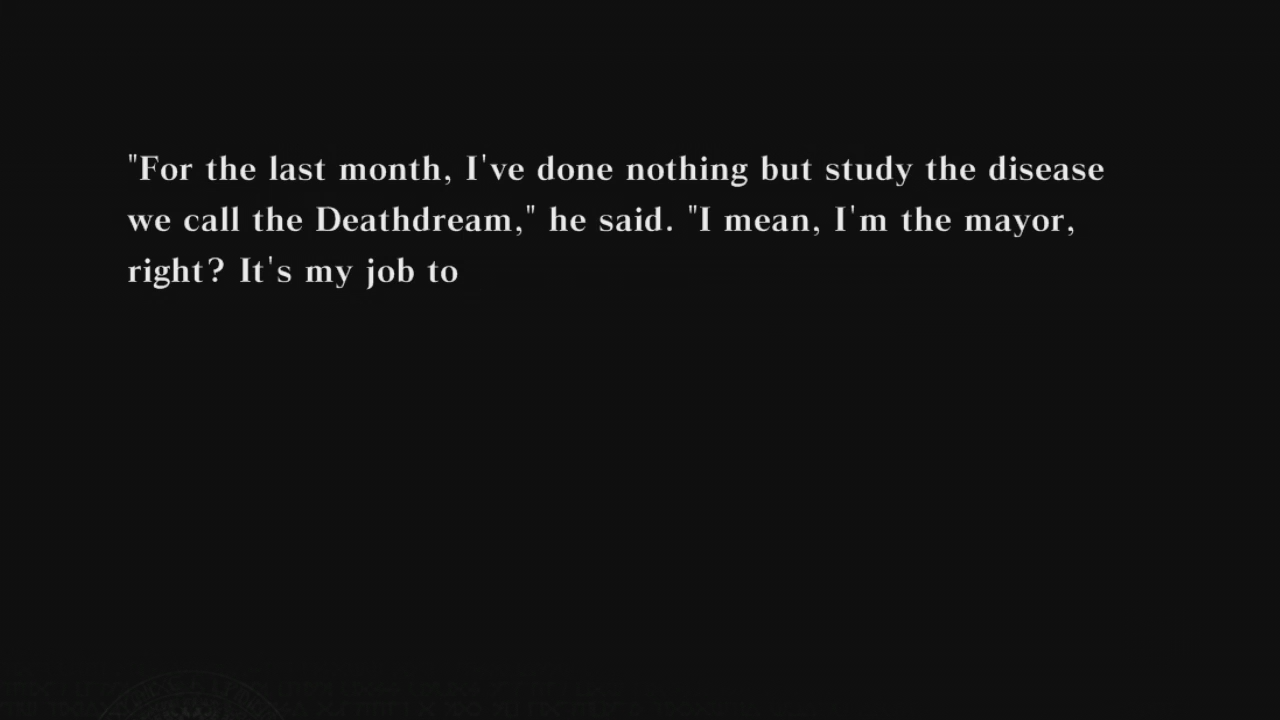 "For the last month, I've done nothing but study the disease
we call the Deathdream," he said. "I mean, I'm the mayor,
right? It's my job to